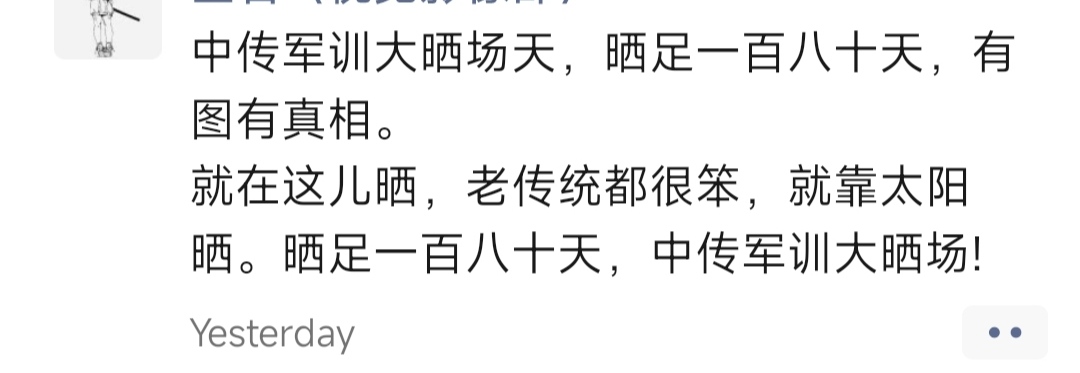 中传军训大晒场天，晒足一百八十天，有
图有真相。
就在这儿晒，老传统都很笨，就靠太阳
晒。晒足一百八十天，中传军训大晒场!
Yesterday